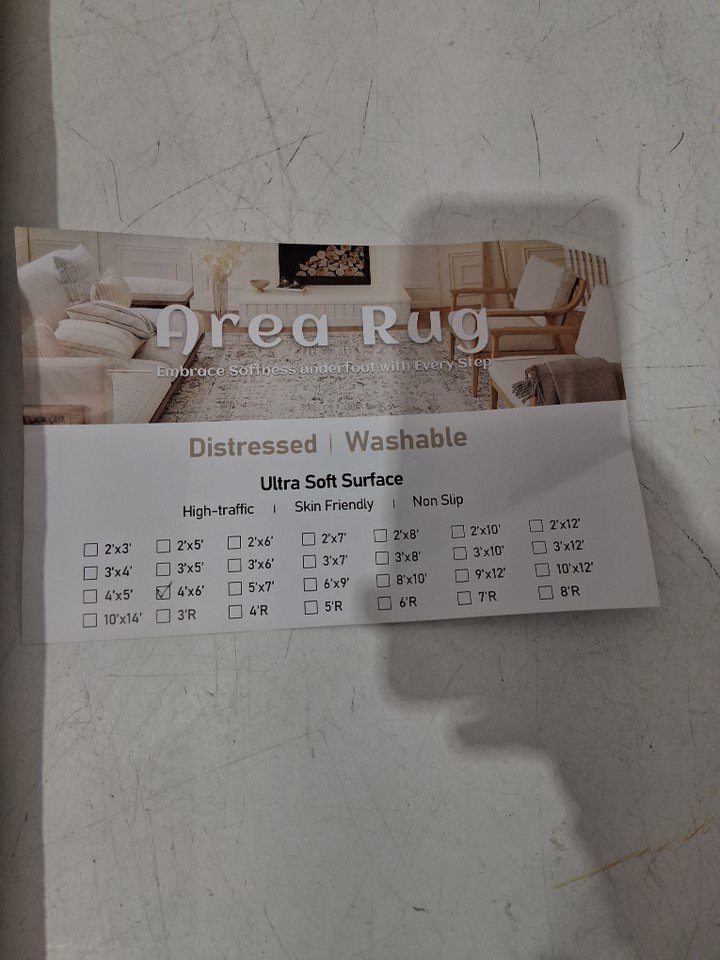 Area Rug
Embrace Softness underfoot with Every Step
Distressed | Washable
Ultra Soft Surface
High-traffic | Skin Friendly | Non Slip
☐ 2'x3' ☐ 2'x5' ☐ 2'x6' ☐ 2'x7' ☐ 2'x8' ☐ 2'x10' ☐ 2'x12'
☐ 3'x4' ☐ 3'x5' ☐ 3'x6' ☐ 3'x7' ☐ 3'x8' ☐ 3'x10' ☐ 3'x12'
☐ 4'x5' ☑ 4'x6' ☐ 5'x7' ☐ 6'x9' ☐ 8'x10' ☐ 9'x12' ☐ 10'x12'
☐ 10'x14' ☐ 3'R ☐ 4'R ☐ 5'R ☐ 6'R ☐ 7'R ☐ 8'R